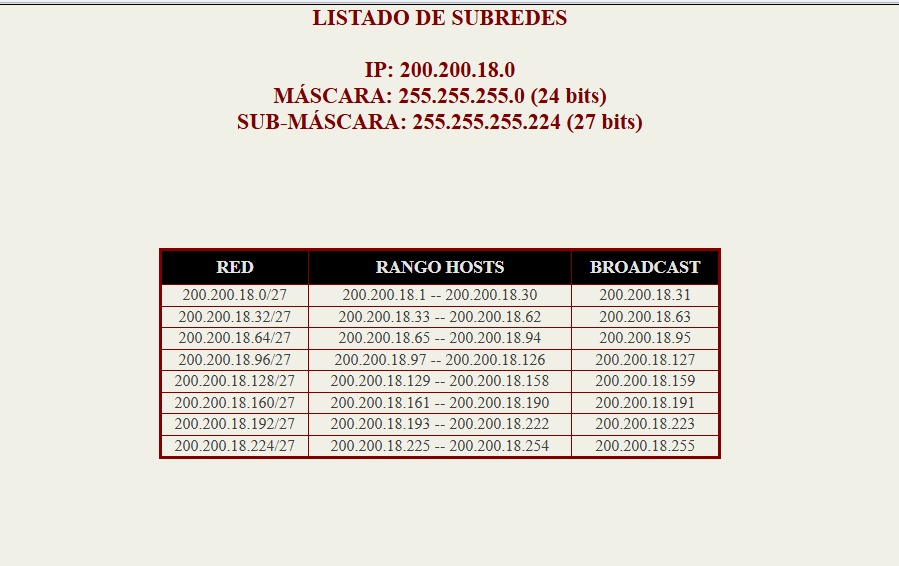 LISTADO DE SUBREDES
IP: 200.200.18.0
MÁSCARA: 255.255.255.0 (24 bits)
SUB-MÁSCARA: 255.255.255.224 (27 bits)
RED RANGO HOSTS BROADCAST
200.200.18.0/27 200.200.18.1 -- 200.200.18.30 200.200.18.31
200.200.18.32/27 200.200.18.33 -- 200.200.18.62 200.200.18.63
200.200.18.64/27 200.200.18.65 -- 200.200.18.94 200.200.18.95
200.200.18.96/27 200.200.18.97 -- 200.200.18.126 200.200.18.127
200.200.18.128/27 200.200.18.129 -- 200.200.18.158 200.200.18.159
200.200.18.160/27 200.200.18.161 -- 200.200.18.190 200.200.18.191
200.200.18.192/27 200.200.18.193 -- 200.200.18.222 200.200.18.223
200.200.18.224/27 200.200.18.225 -- 200.200.18.254 200.200.18.255